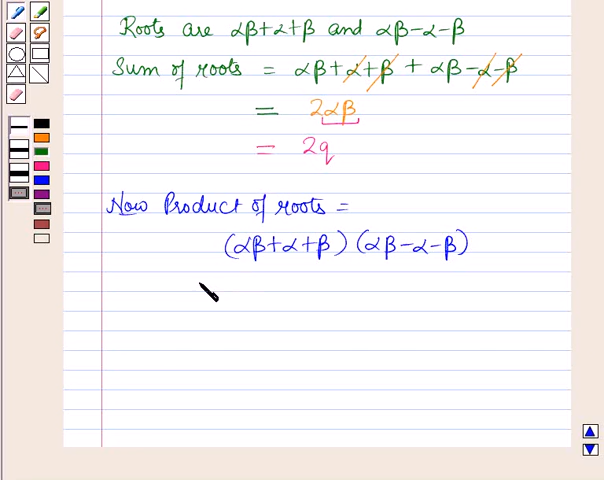 Roots are αβ+α+β and αβ-α-β
Sum of roots = αβ+α+β + αβ-α-β
= 2αβ
= 2q
Now Product of roots =
(αβ+α+β) (αβ-α-β)